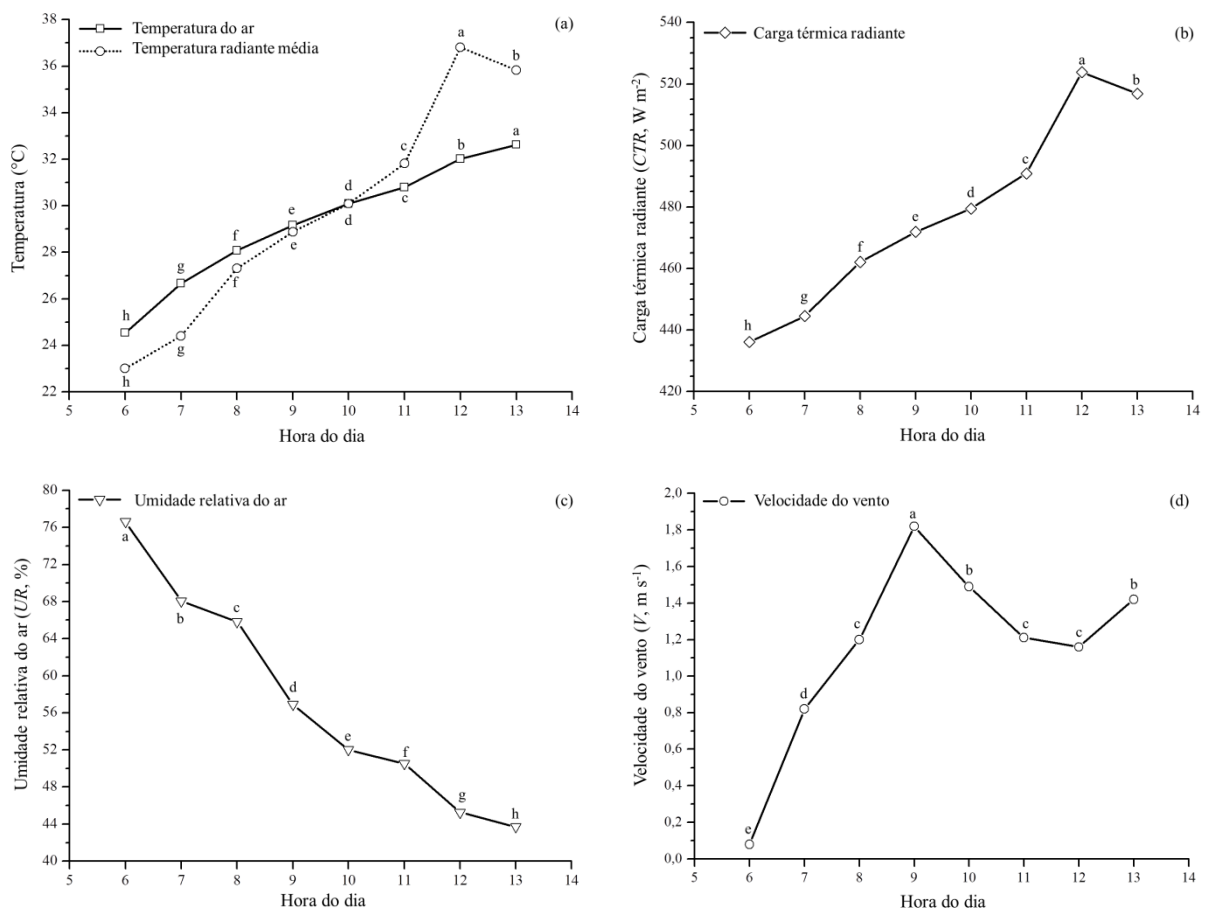 38
36
34
32
30
28
26
24
22
Temperatura (°C)
Temperatura do ar
Temperatura radiante média
(a)
h
g
f
e
d
c
b
a
h
g
f
e
d
c
a
b
5 6 7 8 9 10 11 12 13 14
Hora do dia
540
520
500
480
460
440
420
Carga térmica radiante (CTR, W m-2)
Carga térmica radiante
(b)
h
g
f
e
d
c
a
b
5 6 7 8 9 10 11 12 13 14
Hora do dia
80
76
72
68
64
60
56
52
48
44
40
Umidade relativa do ar (UR, %)
Umidade relativa do ar
(c)
a
b
c
d
e
f
g
h
5 6 7 8 9 10 11 12 13 14
Hora do dia
2,0
1,8
1,6
1,4
1,2
1,0
0,8
0,6
0,4
0,2
0,0
Velocidade do vento (V, m s-1)
Velocidade do vento
(d)
e
d
c
a
b
c
c
b
5 6 7 8 9 10 11 12 13 14
Hora do dia